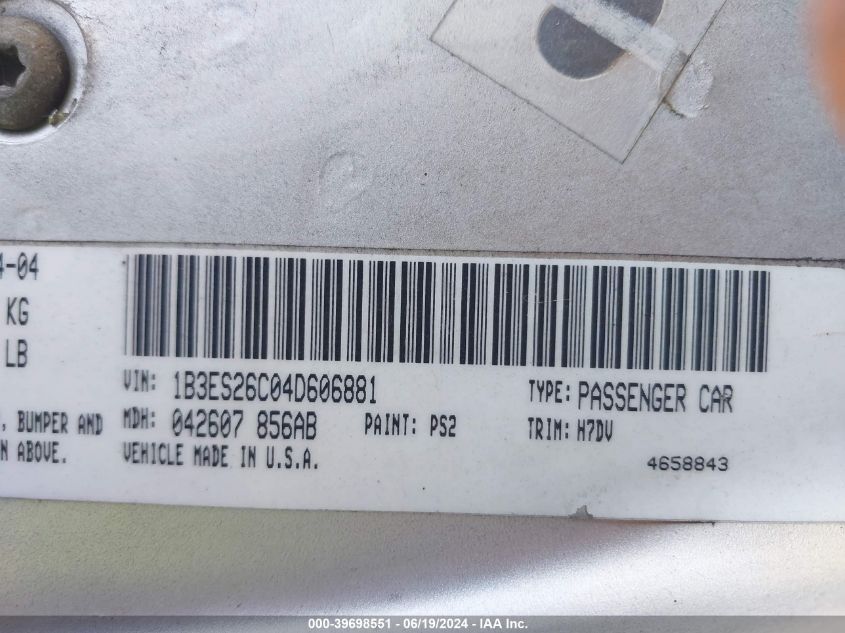 4-04
KG
LB
VIN: 1B3ES26C04D606881 TYPE: PASSENGER CAR
, BUMPER AND MDH: 042607 856AB PAINT: PS2 TRIM: H7DV
N ABOVE. VEHICLE MADE IN U.S.A. 4658843
000-39698551 - 06/19/2024 - IAA Inc.